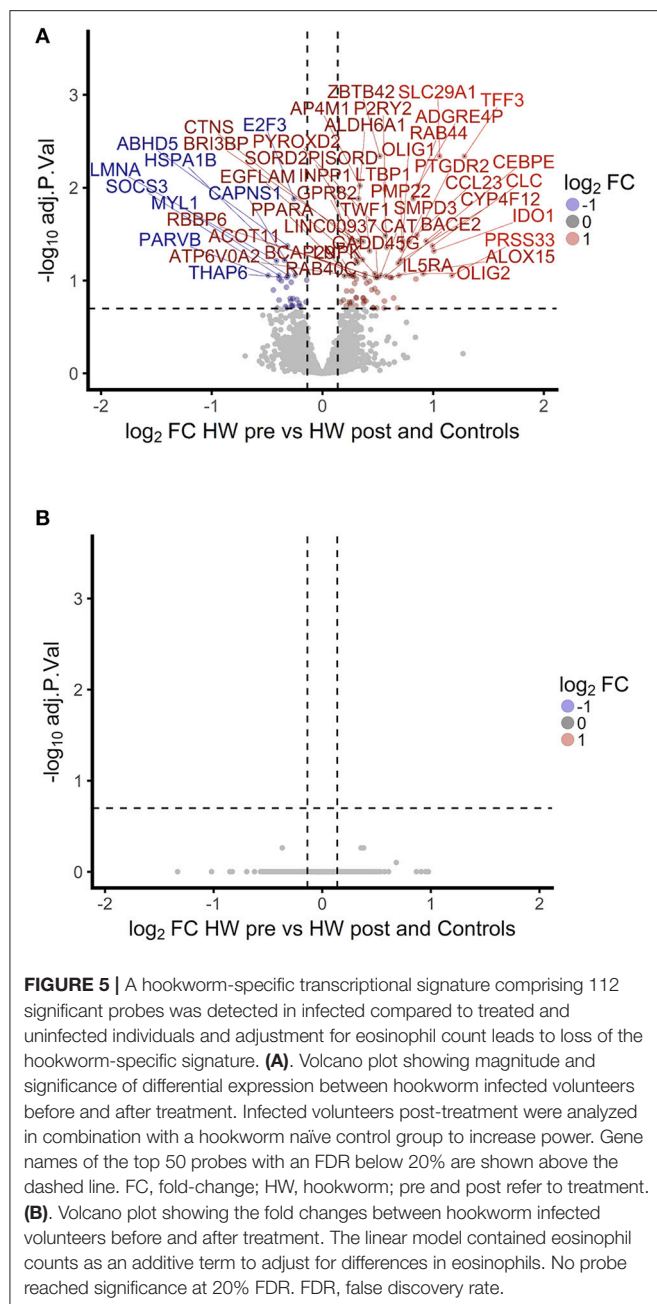 A
ZBTB42 SLC29A1
TFF3
AP4M1 P2RY2
ADGRE4P
CTNS E2F3 ALDH6A1
RAB44
ABHD5 BRI3BP PYROXD2 OLIG1
HSPA1B SORD2P SORD PTGDR2 CEBPE
LMNA EGFLAM INPP1 LTBP1 CCL23 CLC
SOCS3 CAPNS1 GPR82 PMP22 CYP4F12
MYL1 PPARA TWF1 SMPD3 IDO1
RBBP6 LINC00937 CAT BACE2
PARVB ACOT11 GADD45G PRSS33
ATP6V0A2 IL5RA ALOX15
THAP6 RAB40C OLIG2
3
2
1
0
-log10 adj.P.Val
-2 -1 0 1 2
log2 FC HW pre vs HW post and Controls
log2 FC
-1
0
1
B
3
2
1
0
-log10 adj.P.Val
-2 -1 0 1 2
log2 FC HW pre vs HW post and Controls
log2 FC
-1
0
1
FIGURE 5 | A hookworm-specific transcriptional signature comprising 112
significant probes was detected in infected compared to treated and
uninfected individuals and adjustment for eosinophil count leads to loss of the
hookworm-specific signature. (A). Volcano plot showing magnitude and
significance of differential expression between hookworm infected volunteers
before and after treatment. Infected volunteers post-treatment were analyzed
in combination with a hookworm naïve control group to increase power. Gene
names of the top 50 probes with an FDR below 20% are shown above the
dashed line. FC, fold-change; HW, hookworm; pre and post refer to treatment.
(B). Volcano plot showing the fold changes between hookworm infected
volunteers before and after treatment. The linear model contained eosinophil
counts as an additive term to adjust for differences in eosinophils. No probe
reached significance at 20% FDR. FDR, false discovery rate.